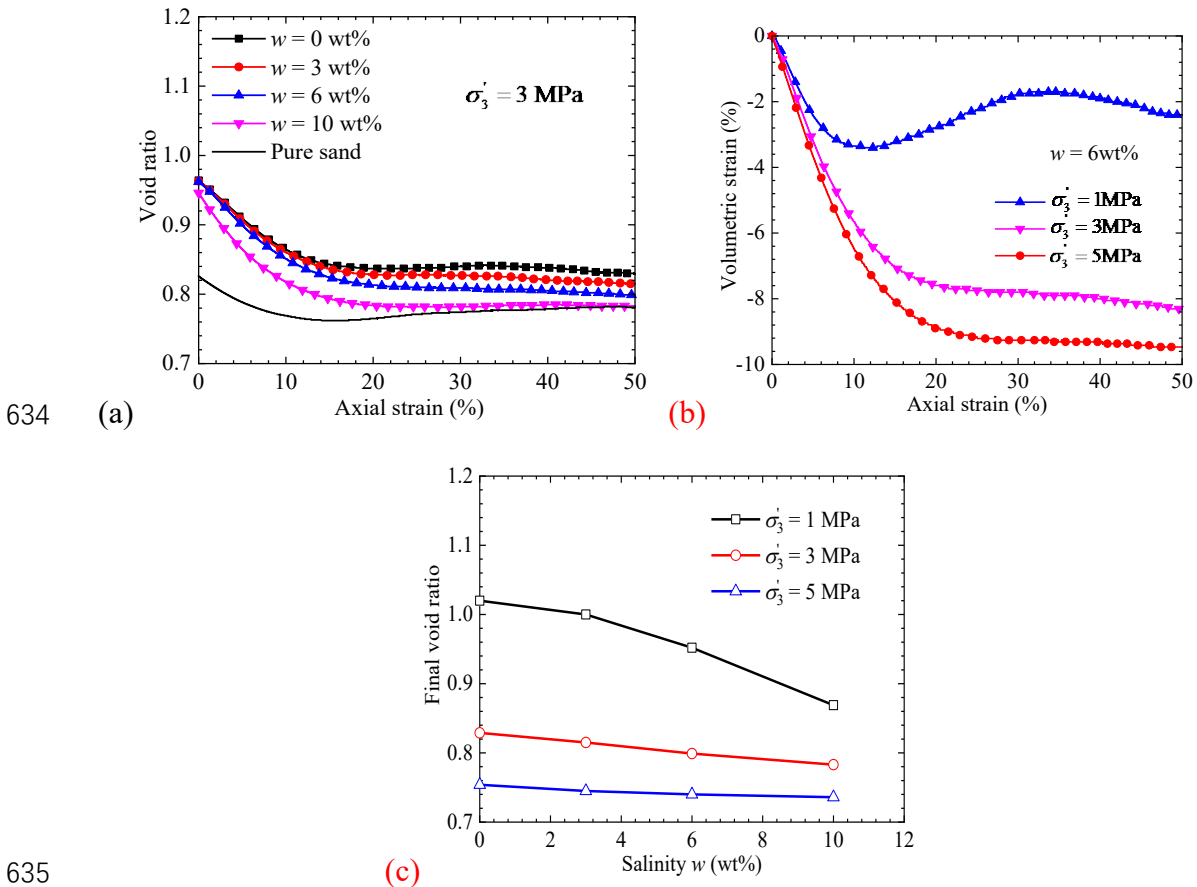 1.2
1.1
1.0
0.9
0.8
0.7
Void ratio
w = 0 wt%
w = 3 wt%
w = 6 wt%
w = 10 wt%
Pure sand
σ₃′ = 3 MPa
0 10 20 30 40 50
Axial strain (%)
634 (a)
0
-2
-4
-6
-8
-10
Volumetric strain (%)
w = 6wt%
σ₃′ = 1MPa
σ₃′ = 3MPa
σ₃′ = 5MPa
0 10 20 30 40 50
Axial strain (%)
(b)
1.2
1.1
1.0
0.9
0.8
0.7
Final void ratio
σ₃′ = 1 MPa
σ₃′ = 3 MPa
σ₃′ = 5 MPa
0 2 4 6 8 10 12
Salinity w (wt%)
635 (c)